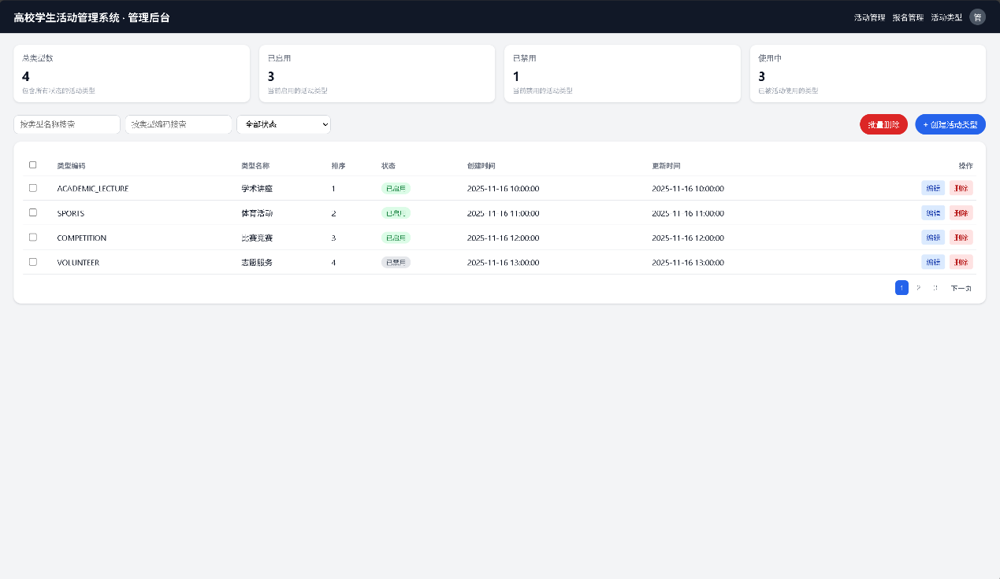 高校学生活动管理系统 · 管理后台
活动管理 报名管理 活动类型 管
总类型数 已启用 已禁用 使用中
4 3 1 3
包含所有状态的活动类型 当前启用的活动类型 当前禁用的活动类型 已被活动使用的类型
按类型名称搜索 按类型编码搜索 全部状态 批量删除 + 创建活动类型
类型编码 类型名称 排序 状态 创建时间 更新时间 操作
ACADEMIC_LECTURE 学术讲座 1 已启用 2025-11-16 10:00:00 2025-11-16 10:00:00 编辑 删除
SPORTS 体育活动 2 已启用 2025-11-16 11:00:00 2025-11-16 11:00:00 编辑 删除
COMPETITION 比赛竞赛 3 已启用 2025-11-16 12:00:00 2025-11-16 12:00:00 编辑 删除
VOLUNTEER 志愿服务 4 已禁用 2025-11-16 13:00:00 2025-11-16 13:00:00 编辑 删除
1 2 3 下一页